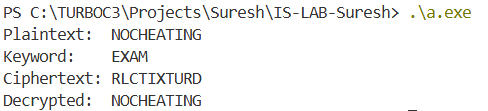 PS C:\TURBOC3\Projects\Suresh\IS-LAB-Suresh> .\a.exe
Plaintext:  NOCHEATING
Keyword:    EXAM
Ciphertext: RLCTIXTURD
Decrypted:  NOCHEATING